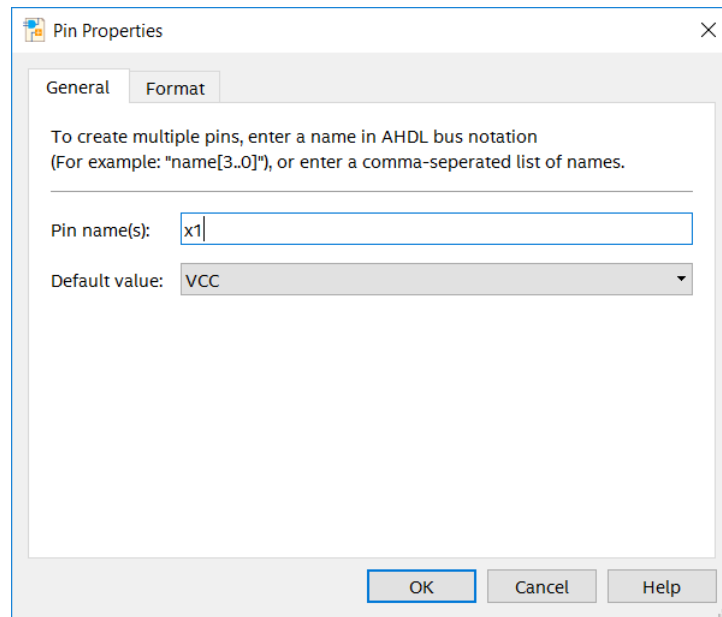 Pin Properties
General Format
To create multiple pins, enter a name in AHDL bus notation
(For example: "name[3..0]"), or enter a comma-seperated list of names.
Pin name(s): x1
Default value: VCC
OK Cancel Help